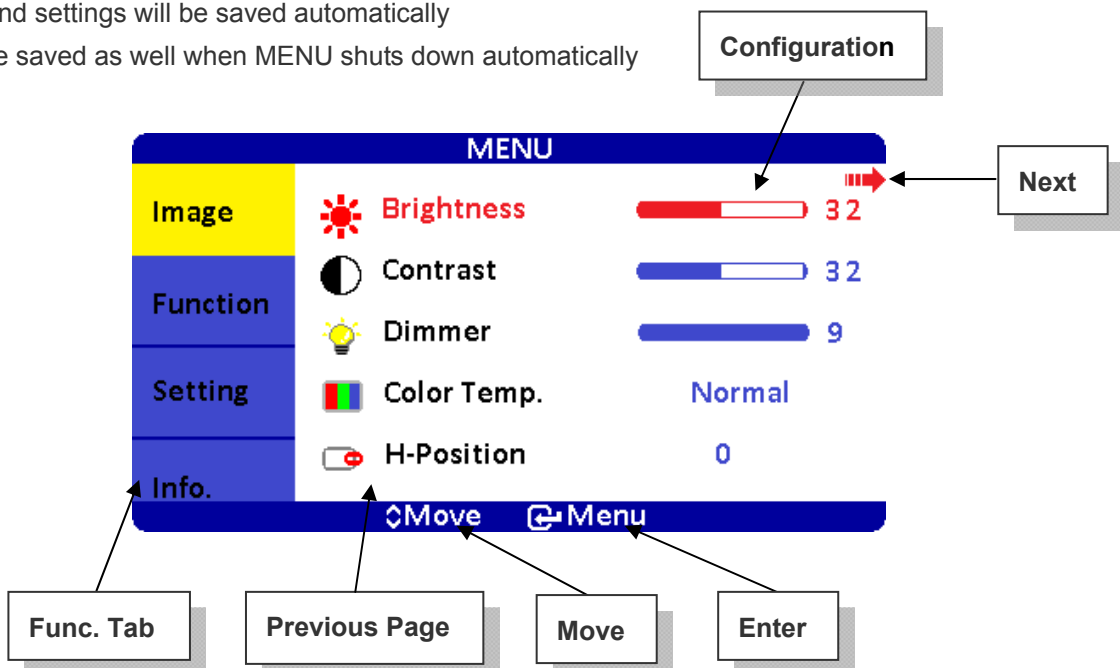 nd settings will be saved automatically
e saved as well when MENU shuts down automatically
Configuration
MENU
Next
Image
Brightness 32
Contrast 32
Function
Dimmer 9
Setting
Color Temp. Normal
H-Position 0
Info.
Move Menu
Func. Tab
Previous Page
Move
Enter